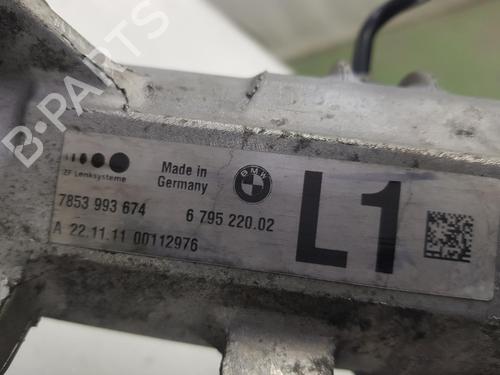 B-PARTS
ZF Lenksysteme
Made in
Germany
BMW
7853 993 674
6 795 220.02
A 22.11.11 00112976
L1